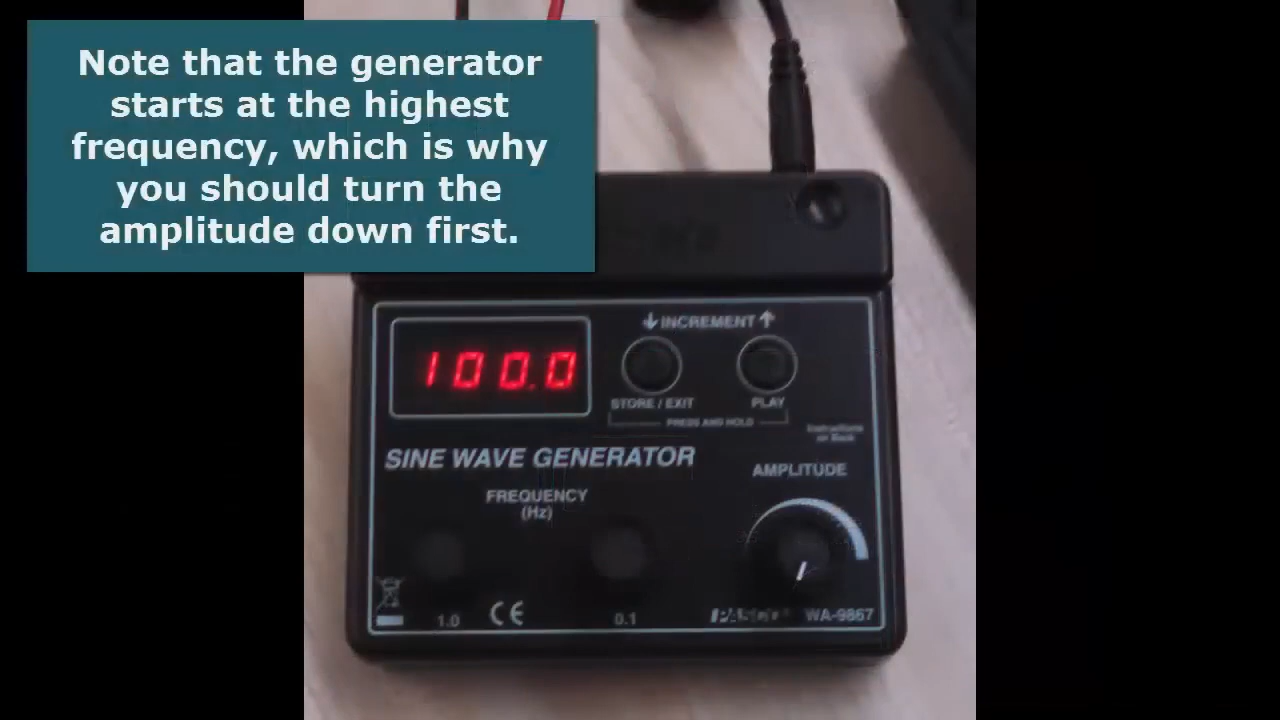 Note that the generator
starts at the highest
frequency, which is why
you should turn the
amplitude down first.
INCREMENT
100.0
STORE / EXIT
PLAY
PRESS AND HOLD
Instructions
on Back
SINE WAVE GENERATOR
AMPLITUDE
FREQUENCY
(Hz)
1.0
CE
0.1
PASCO
WA-9867